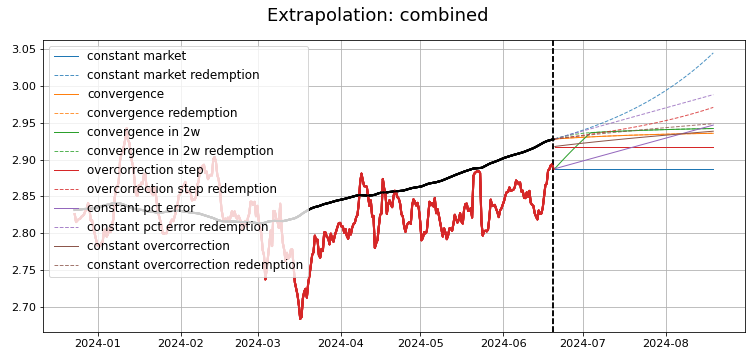 Extrapolation: combined
3.05
3.00
2.95
2.90
2.85
2.80
2.75
2.70
constant market
constant market redemption
convergence
convergence redemption
convergence in 2w
convergence in 2w redemption
overcorrection step
overcorrection step redemption
constant pct error
constant pct error redemption
constant overcorrection
constant overcorrection redemption
2024-01 2024-02 2024-03 2024-04 2024-05 2024-06 2024-07 2024-08